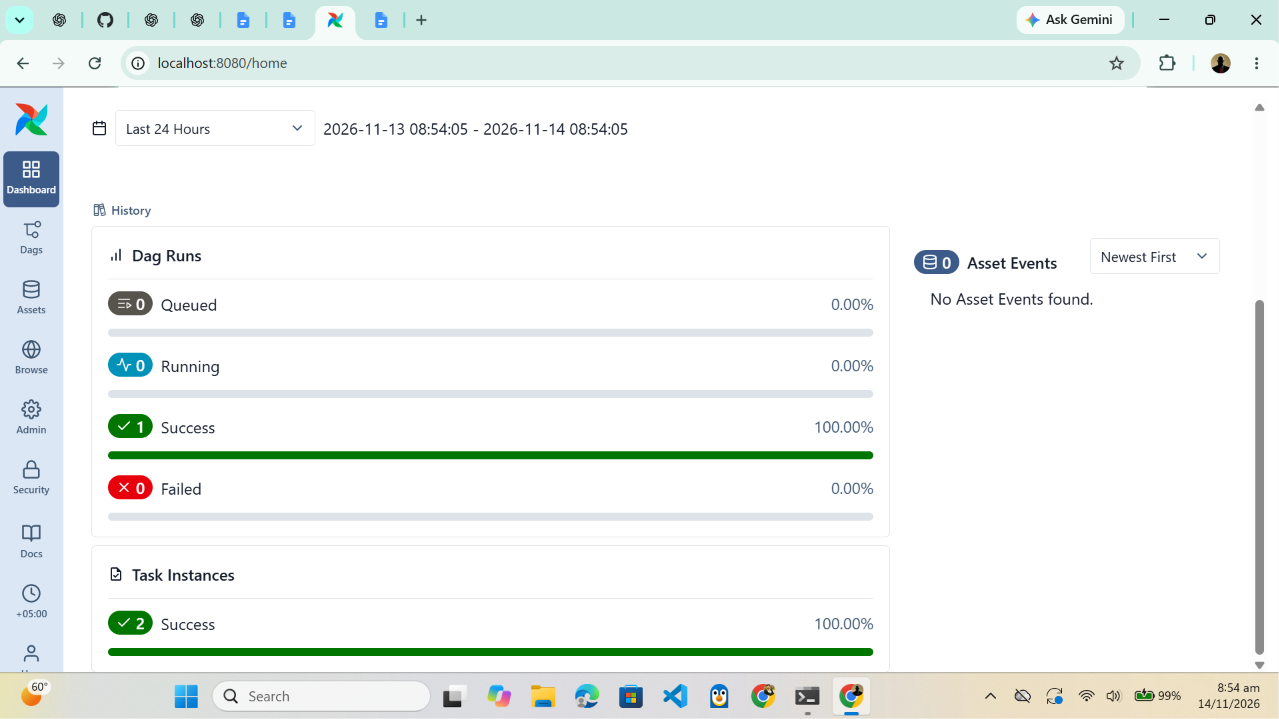 Ask Gemini
localhost:8080/home
Last 24 Hours
2026-11-13 08:54:05 - 2026-11-14 08:54:05
Dashboard
Dags
Assets
Browse
Admin
Security
Docs
+05:00
History
Dag Runs
0 Queued 0.00%
0 Running 0.00%
1 Success 100.00%
0 Failed 0.00%
Task Instances
2 Success 100.00%
0 Asset Events
Newest First
No Asset Events found.
60°
Search
99%
8:54 am
14/11/2026